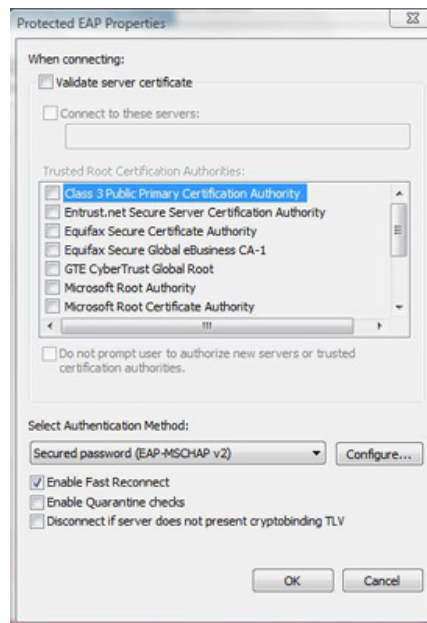 Protected EAP Properties
When connecting:
Validate server certificate
Connect to these servers:
Trusted Root Certification Authorities:
Class 3 Public Primary Certification Authority
Entrust.net Secure Server Certification Authority
Equifax Secure Certificate Authority
Equifax Secure Global eBusiness CA-1
GTE CyberTrust Global Root
Microsoft Root Authority
Microsoft Root Certificate Authority
Do not prompt user to authorize new servers or trusted
certification authorities.
Select Authentication Method:
Secured password (EAP-MSCHAP v2)
Configure...
Enable Fast Reconnect
Enable Quarantine checks
Disconnect if server does not present cryptobinding TLV
OK
Cancel